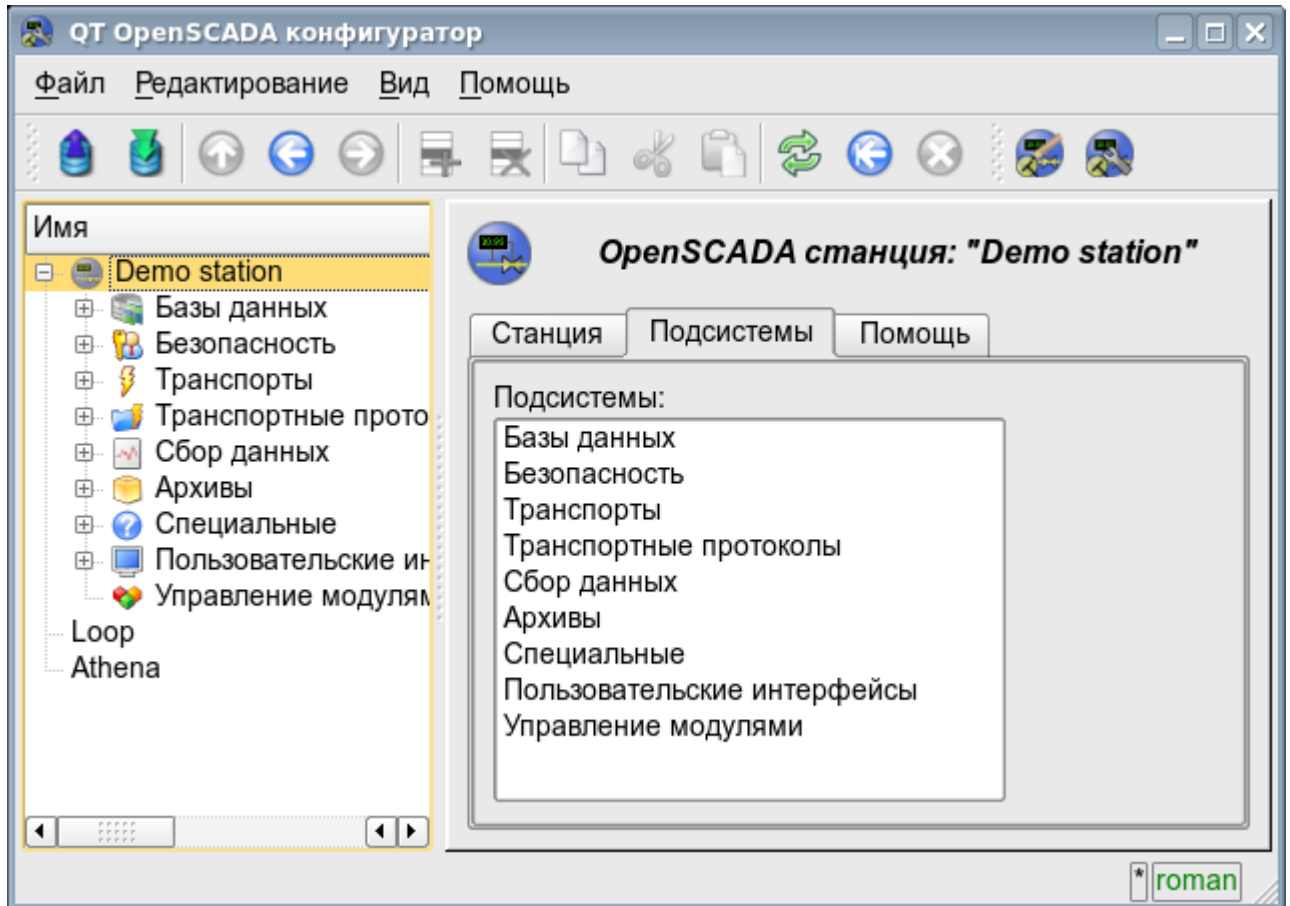 QT OpenSCADA конфигуратор
Файл Редактирование Вид Помощь
Имя
Demo station
Базы данных
Безопасность
Транспорты
Транспортные прото
Сбор данных
Архивы
Специальные
Пользовательские ин
Управление модулям
Loop
Athena
OpenSCADA станция: "Demo station"
Станция Подсистемы Помощь
Подсистемы:
Базы данных
Безопасность
Транспорты
Транспортные протоколы
Сбор данных
Архивы
Специальные
Пользовательские интерфейсы
Управление модулями
* roman